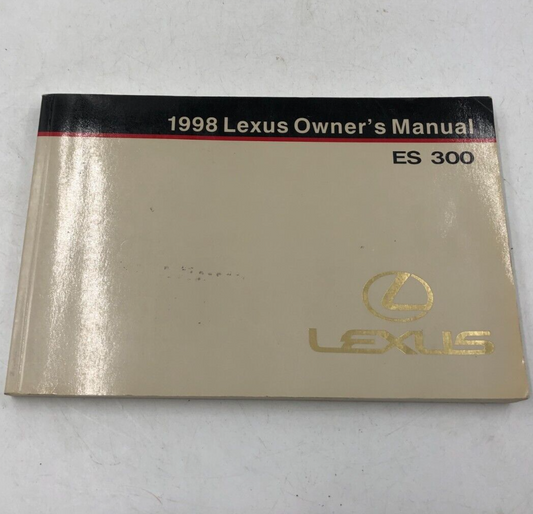 1998 Lexus Owner's Manual
ES 300
LEXUS